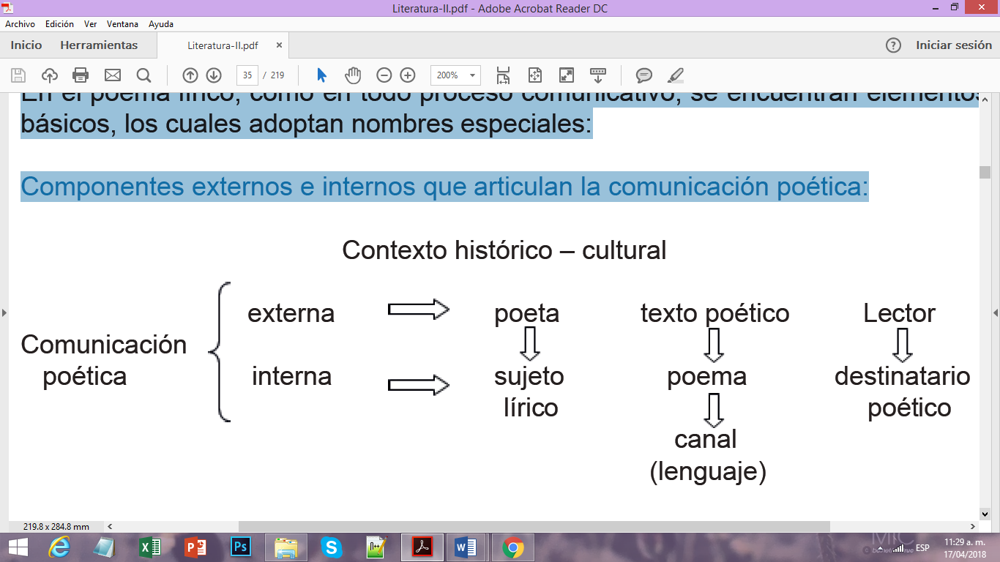 Literatura-II.pdf - Adobe Acrobat Reader DC
Archivo Edición Ver Ventana Ayuda
Inicio Herramientas Literatura-II.pdf × ? Iniciar sesión
35 / 219 200%
En el poema lírico, como en todo proceso comunicativo, se encuentran elementos
básicos, los cuales adoptan nombres especiales:
Componentes externos e internos que articulan la comunicación poética:
Contexto histórico – cultural
externa poeta texto poético Lector
Comunicación
poética interna sujeto poema destinatario
lírico poético
canal
(lenguaje)
219.8 x 284.8 mm
ESP 11:29 a. m.
17/04/2018